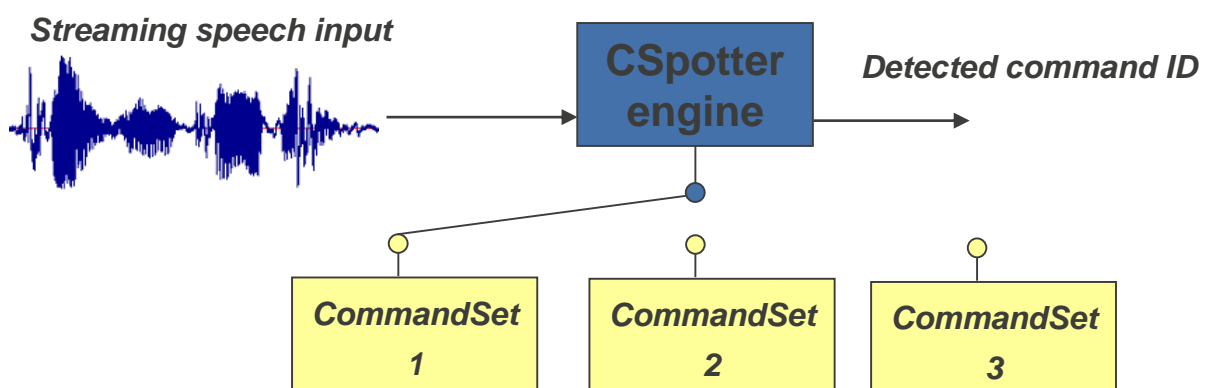 Streaming speech input
CSpotter
engine
Detected command ID
CommandSet
1
CommandSet
2
CommandSet
3